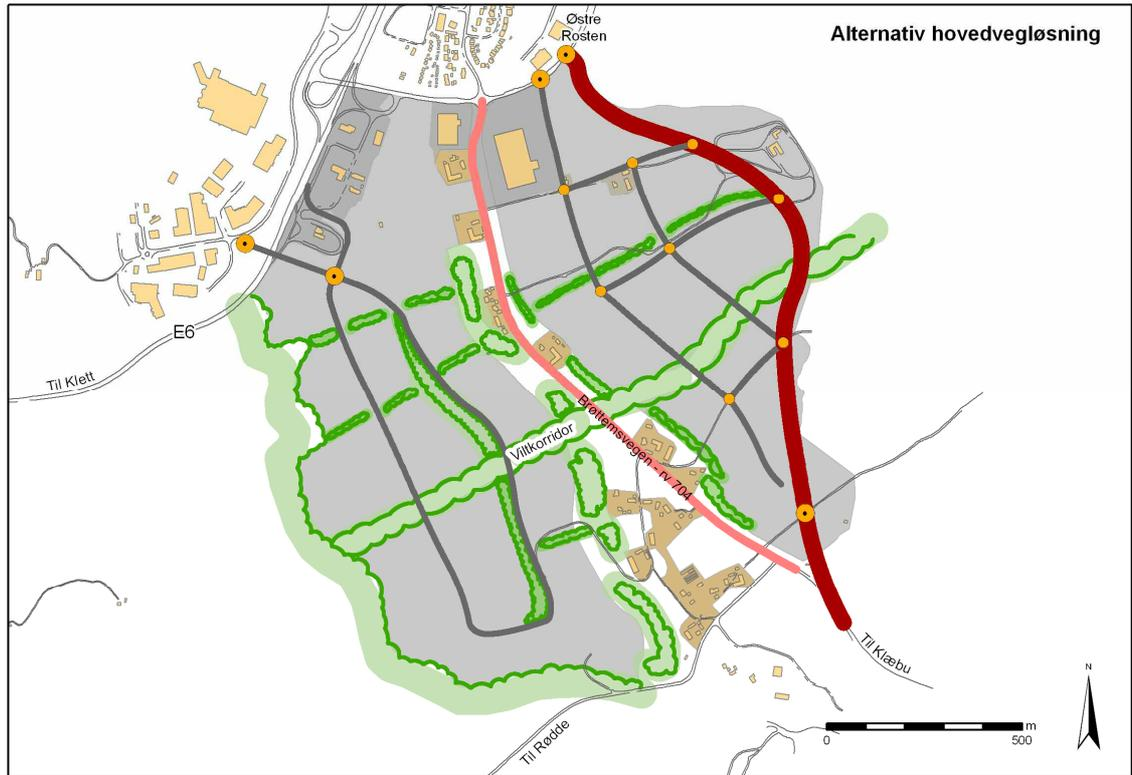 Alternativ hovedvegløsning
Østre
Rosten
E6
Til Klett
Viltkorridor
Brøttemsvegen - rv 704
Til Klæbu
Til Rødde
N
m
0
500